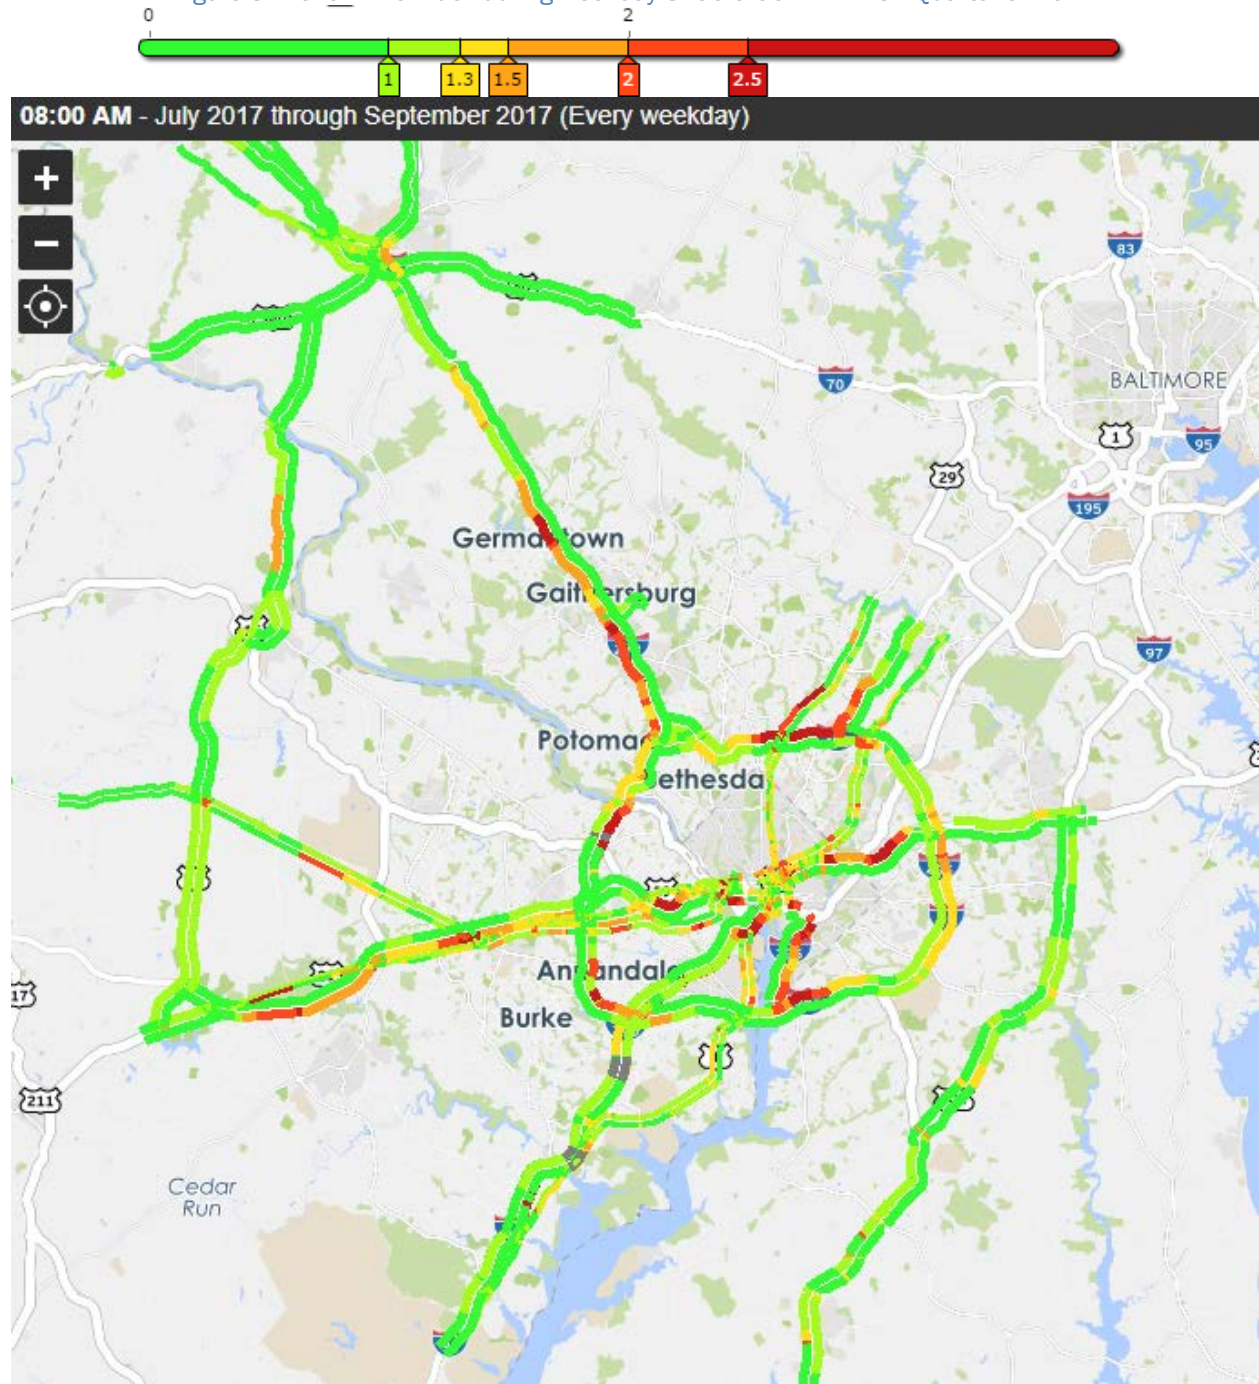 0 2
1 1.3 1.5 2 2.5
08:00 AM - July 2017 through September 2017 (Every weekday)
+
−
83
70
BALTIMORE
1
95
29
195
Germantown
Gaithersburg
97
Potomac
Bethesda
Annandale
17
Burke
211
Cedar
Run